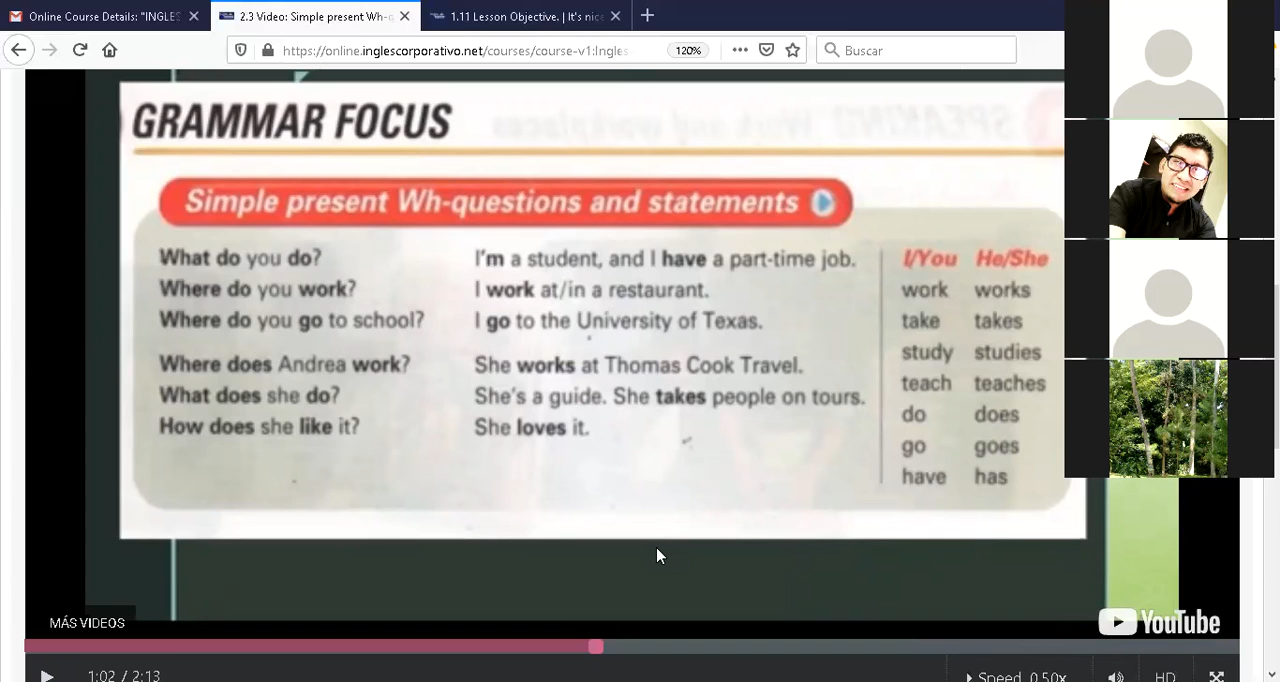 Online Course Details: "INGLES
2.3 Video: Simple present Wh-q
1.11 Lesson Objective. | It's nice
https://online.inglescorporativo.net/courses/course-v1:Ingles
120%
Buscar
GRAMMAR FOCUS
Simple present Wh-questions and statements
What do you do? I'm a student, and I have a part-time job. I/You He/She
Where do you work? I work at/in a restaurant. work works
Where do you go to school? I go to the University of Texas. take takes
study studies
Where does Andrea work? She works at Thomas Cook Travel. teach teaches
What does she do? She's a guide. She takes people on tours. do does
How does she like it? She loves it. go goes
have has
MÁS VIDEOS
YouTube
1:02 / 2:13
Speed 0.50x
HD